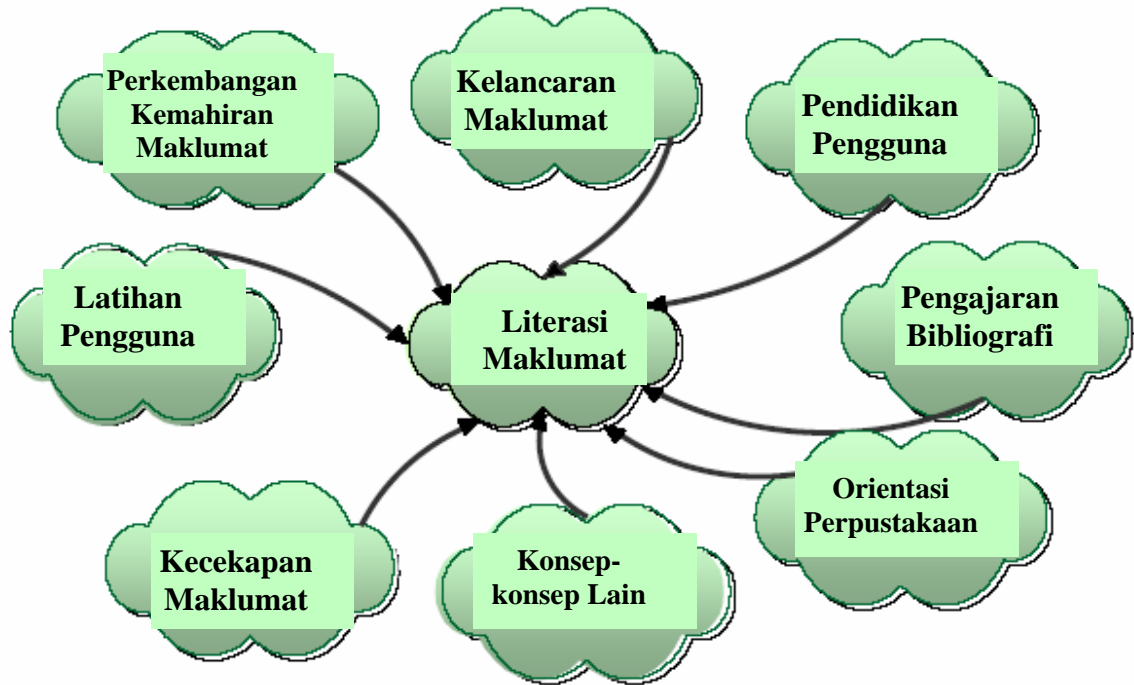 Perkembangan
Kemahiran
Maklumat
Kelancaran
Maklumat
Pendidikan
Pengguna
Latihan
Pengguna
Literasi
Maklumat
Pengajaran
Bibliografi
Kecekapan
Maklumat
Konsep-
konsep Lain
Orientasi
Perpustakaan